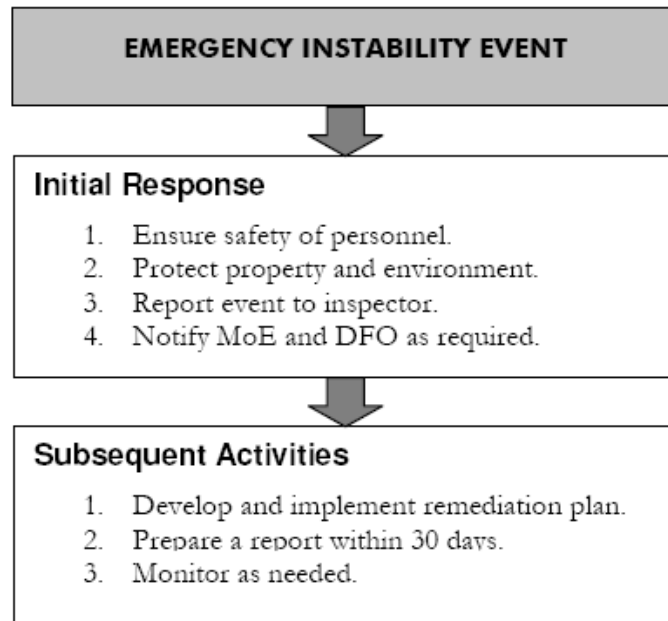 EMERGENCY INSTABILITY EVENT
Initial Response
1. Ensure safety of personnel.
2. Protect property and environment.
3. Report event to inspector.
4. Notify MoE and DFO as required.
Subsequent Activities
1. Develop and implement remediation plan.
2. Prepare a report within 30 days.
3. Monitor as needed.